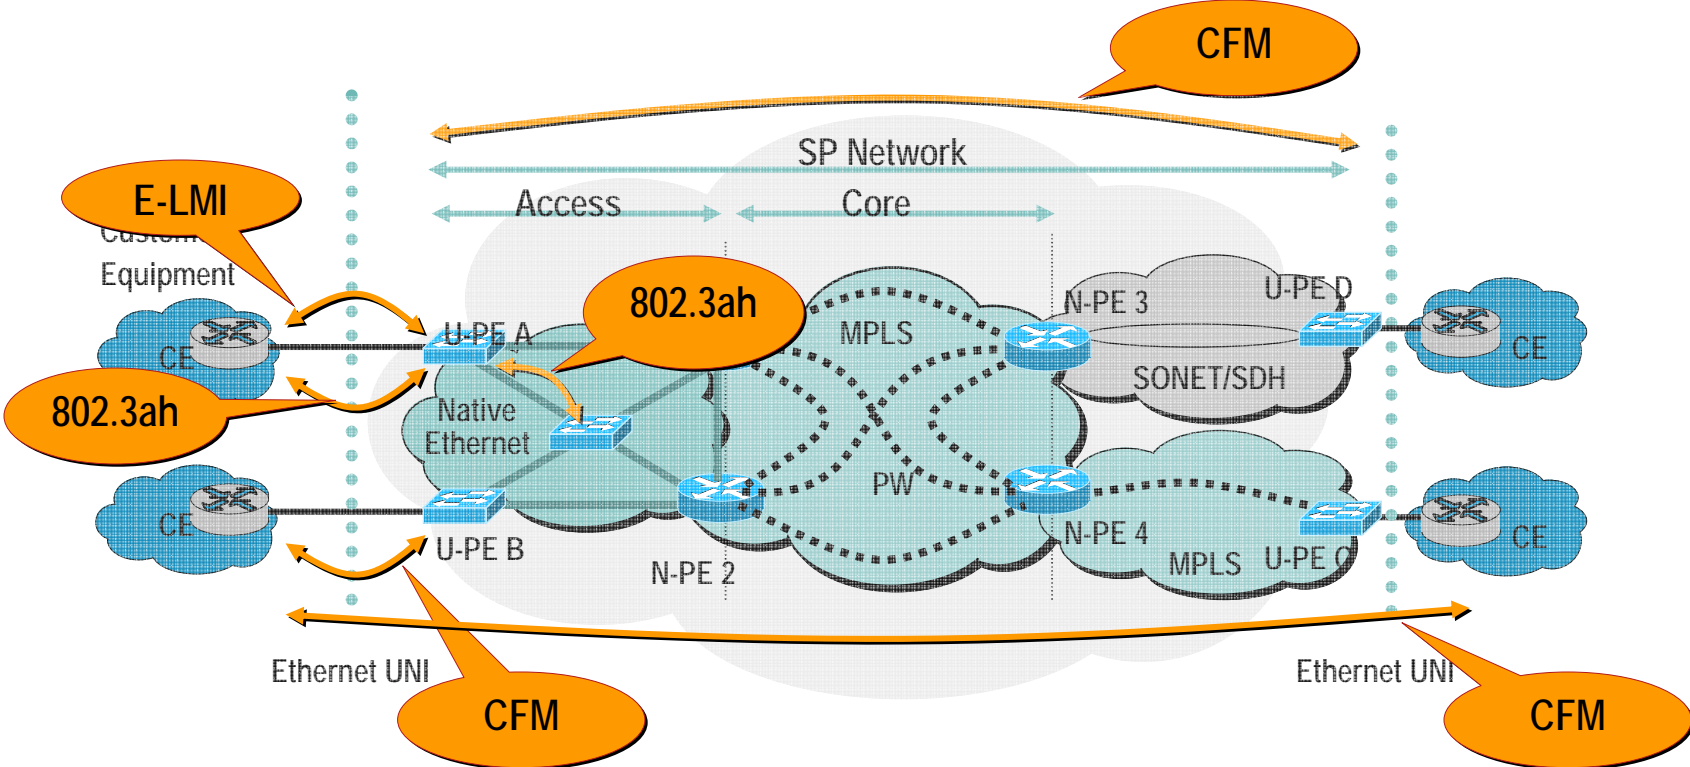 CFM
SP Network
E-LMI
Access
Core
Equipment
802.3ah
N-PE 3
U-PE D
U-PE A
MPLS
CE
CE
SONET/SDH
802.3ah
Native
Ethernet
PW
CE
CE
U-PE B
N-PE 4
N-PE 2
MPLS
U-PE C
Ethernet UNI
Ethernet UNI
CFM
CFM